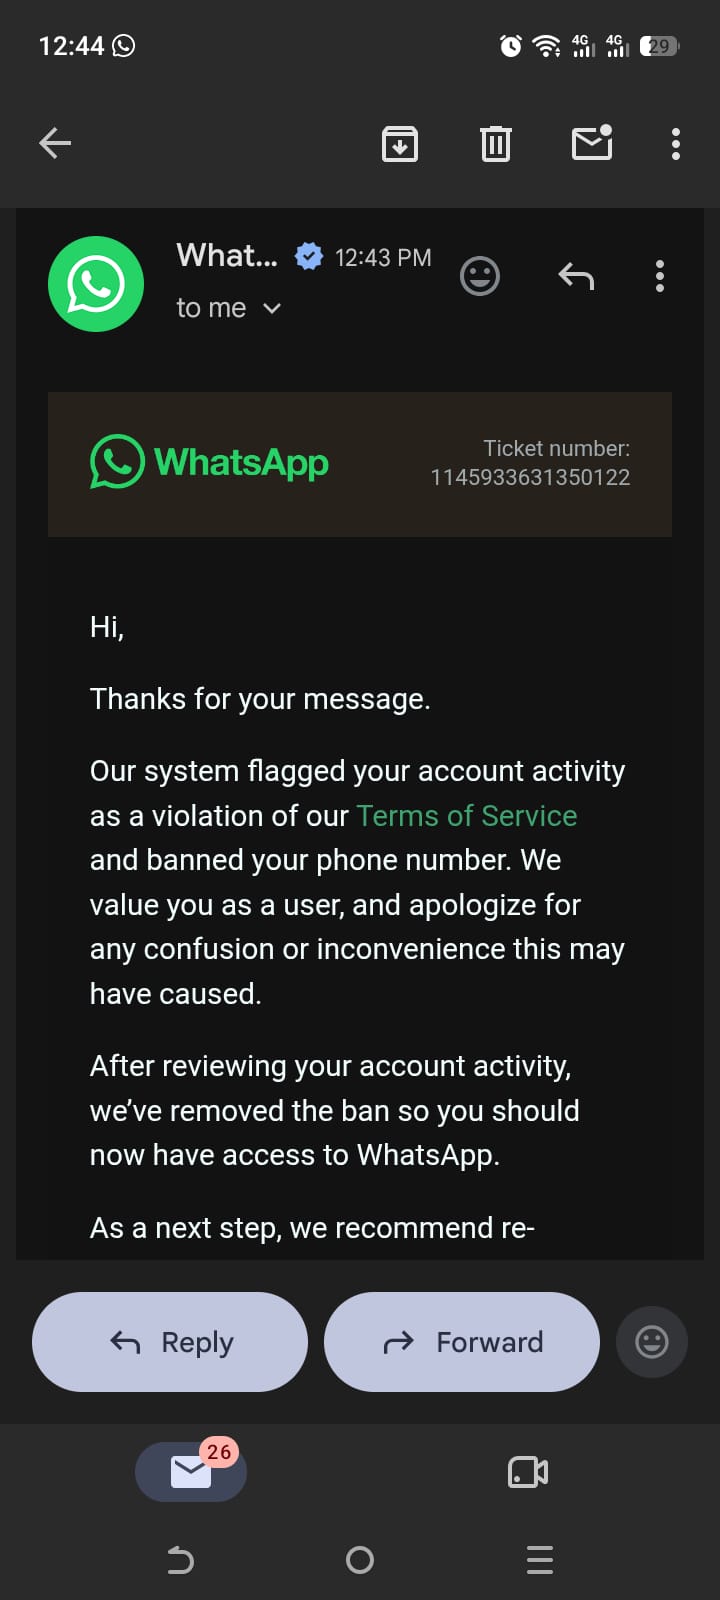 12:44
4G 4G 29
What... 12:43 PM
to me
WhatsApp
Ticket number:
1145933631350122
Hi,
Thanks for your message.
Our system flagged your account activity
as a violation of our Terms of Service
and banned your phone number. We
value you as a user, and apologize for
any confusion or inconvenience this may
have caused.
After reviewing your account activity,
we’ve removed the ban so you should
now have access to WhatsApp.
As a next step, we recommend re-
Reply
Forward
26